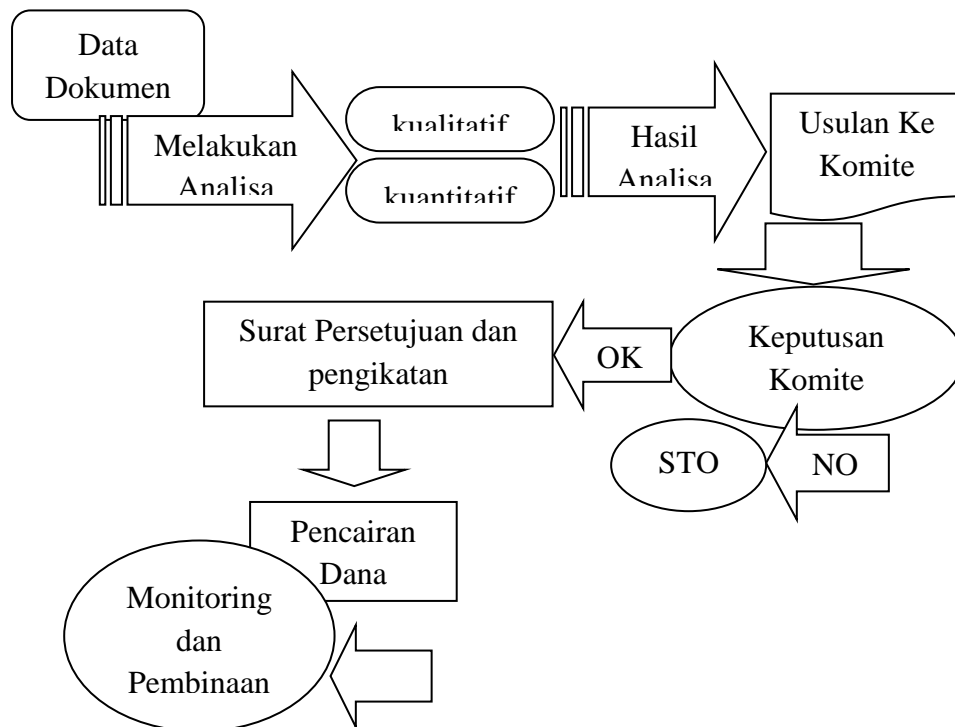 Data
Dokumen
Melakukan
Analisa
kualitatif
kuantitatif
Hasil
Analisa
Usulan Ke
Komite
Keputusan
Komite
OK
Surat Persetujuan dan
pengikatan
NO
STO
Pencairan
Dana
Monitoring
dan
Pembinaan